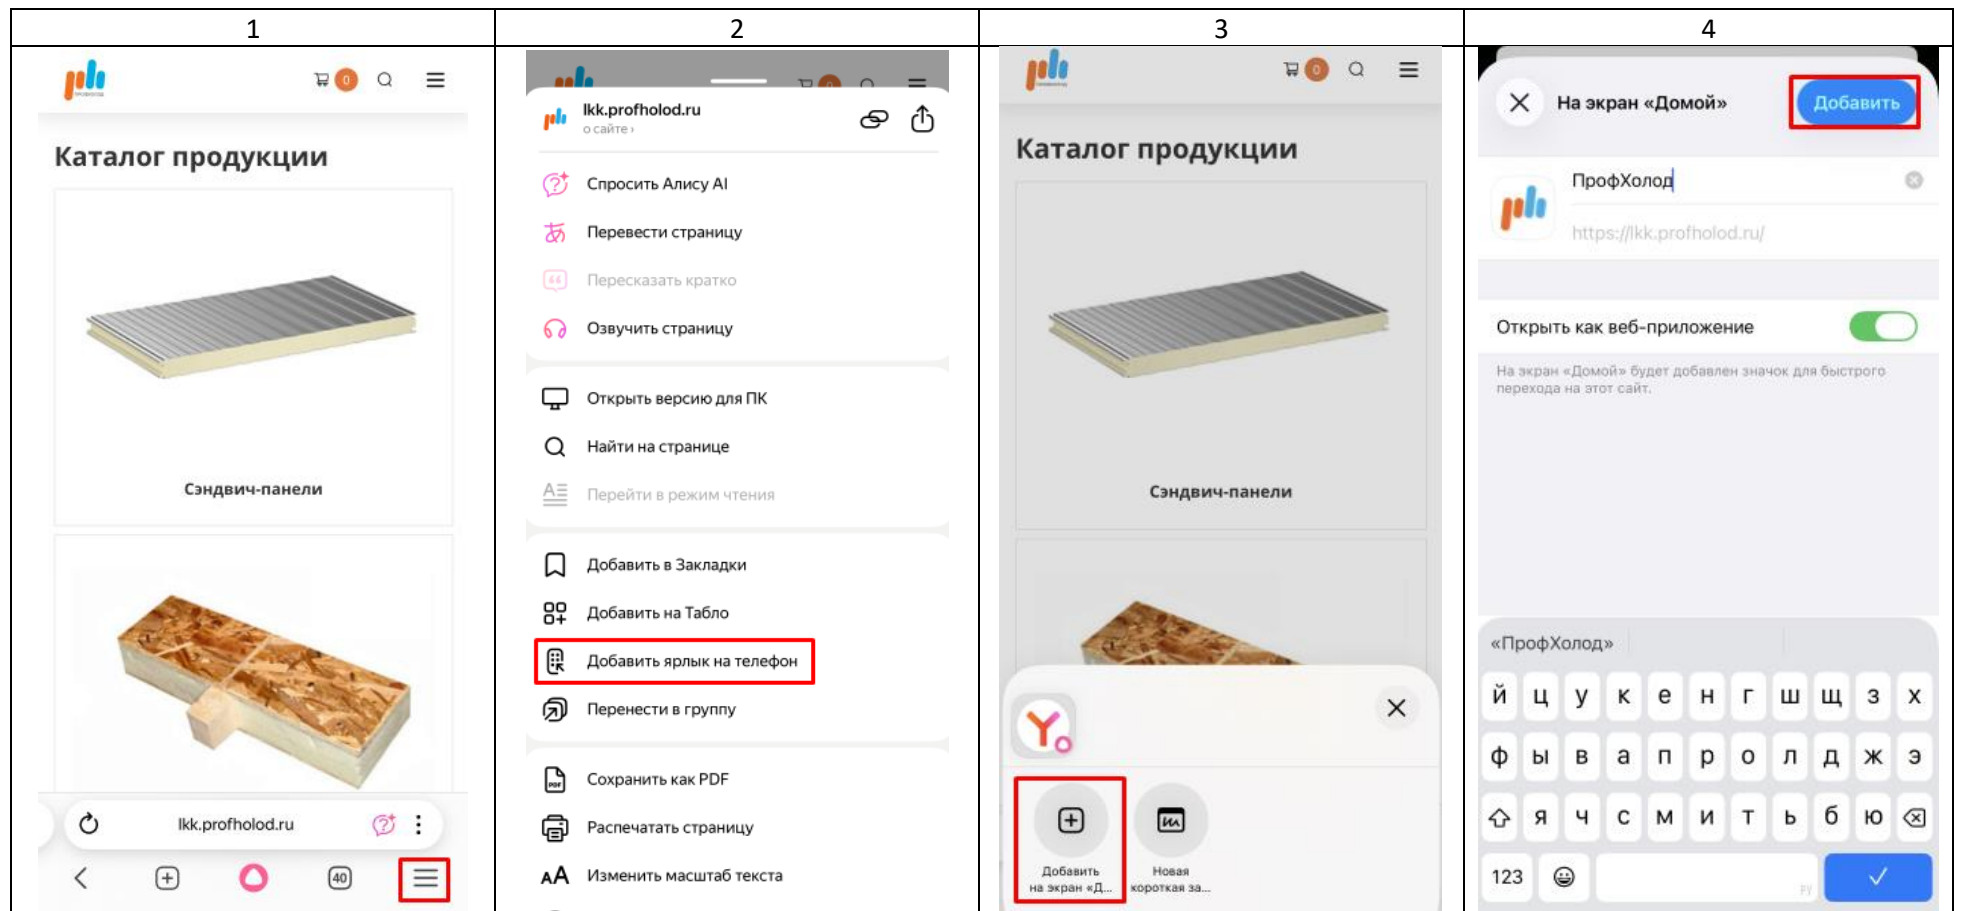 1
2
3
4
0
Каталог продукции
Сэндвич-панели
lkk.profholod.ru
40
lkk.profholod.ru
о сайте ›
Спросить Алису AI
Перевести страницу
Пересказать кратко
Озвучить страницу
Открыть версию для ПК
Найти на странице
Перейти в режим чтения
Добавить в Закладки
Добавить на Табло
Добавить ярлык на телефон
Перенести в группу
Сохранить как PDF
Распечатать страницу
Изменить масштаб текста
0
Каталог продукции
Сэндвич-панели
Добавить
на экран «Д...
Новая
короткая за...
На экран «Домой»
Добавить
ПрофХолод
https://lkk.profholod.ru/
Открыть как веб-приложение
На экран «Домой» будет добавлен значок для быстрого
перехода на этот сайт.
«ПрофХолод»
й ц у к е н г ш щ з х
ф ы в а п р о л д ж э
я ч с м и т ь б ю
123
РУ